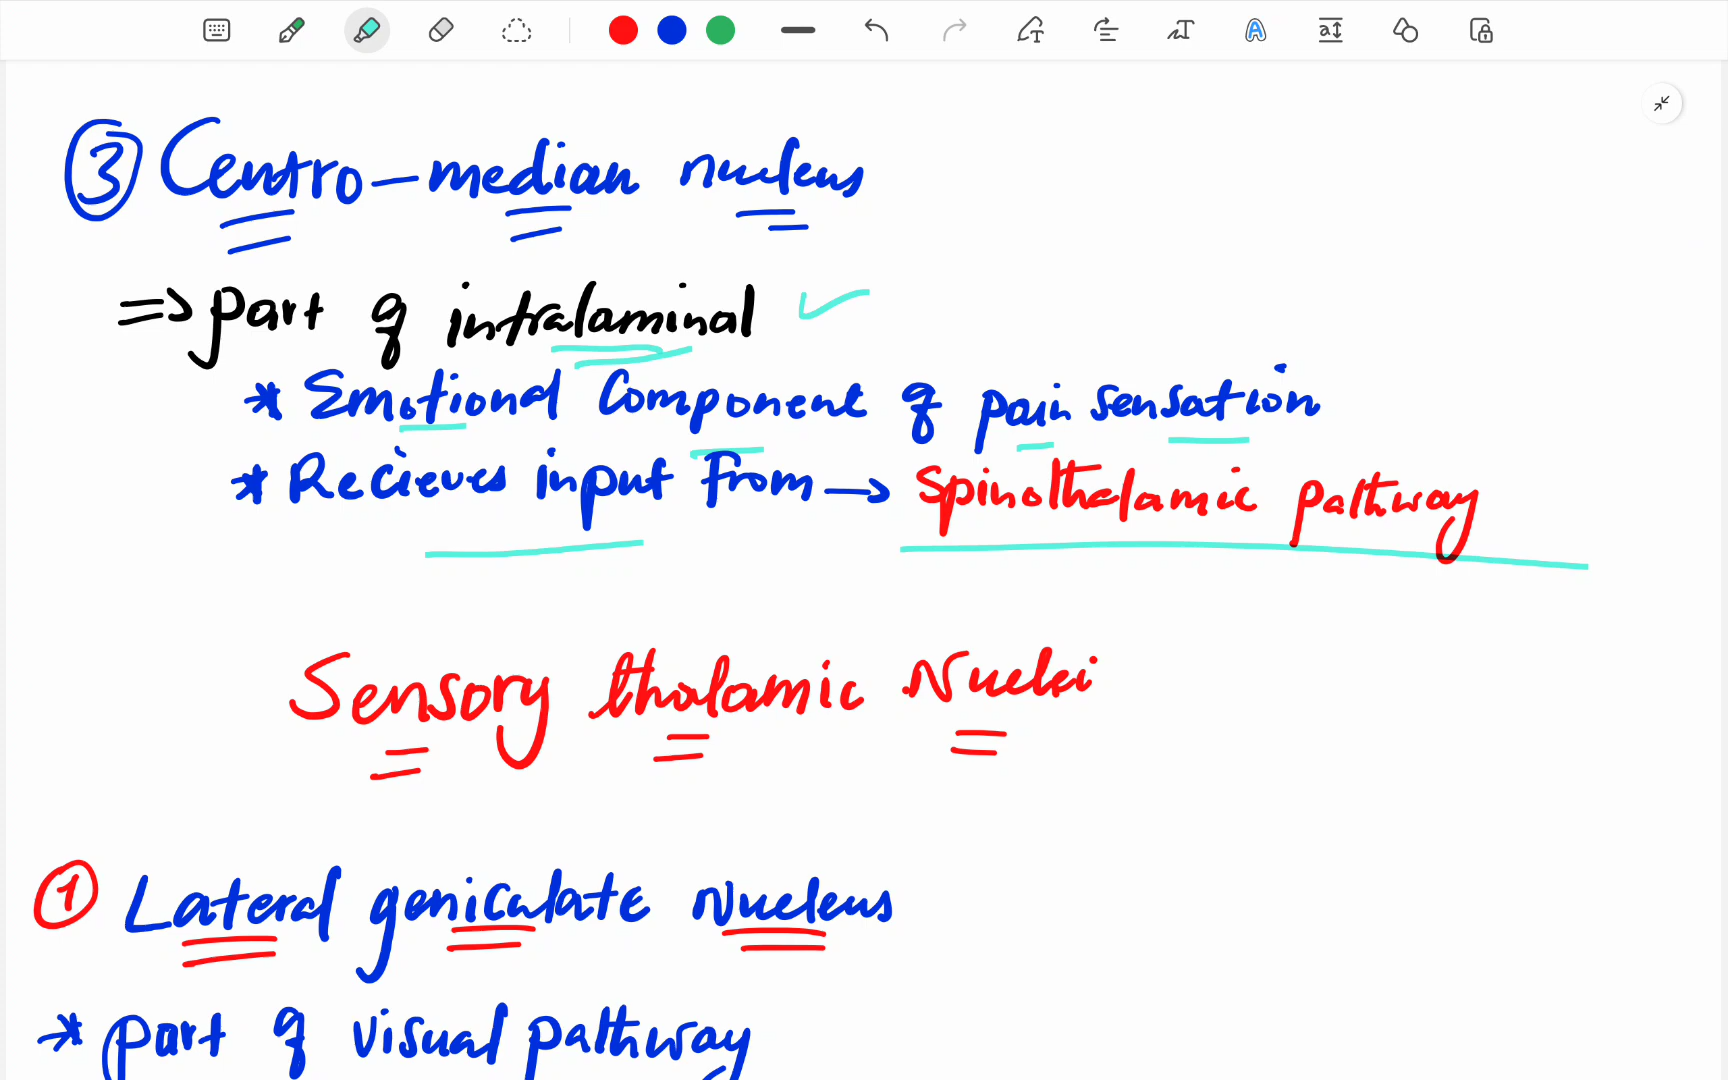 ③ Centro-median nucleus
=> part of intralaminal ✓
* Emotional Component of pain sensation
* Recieves input from → Spinothelamic pathway
Sensory thalamic Nuclei
① Lateral geniculate Nucleus
* part of visual pathway